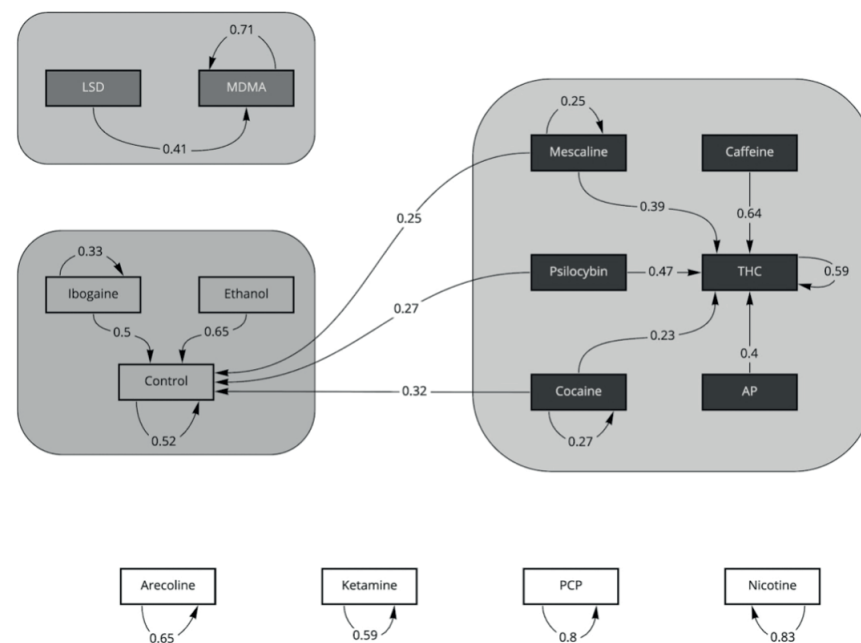 0.71
LSD
MDMA
0.41
0.25
Mescaline
Caffeine
0.39
0.64
0.25
0.33
Ibogaine
Ethanol
Psilocybin
0.47
THC
0.59
0.27
0.5
0.65
0.23
0.4
Control
0.32
Cocaine
AP
0.52
0.27
Arecoline
Ketamine
PCP
Nicotine
0.65
0.59
0.8
0.83